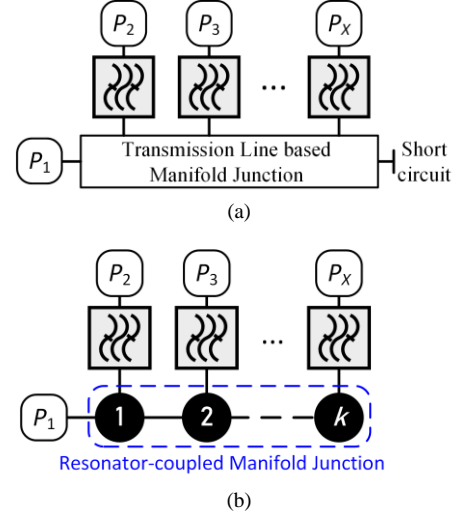 P2 P3 PX
...
P1 Transmission Line based Manifold Junction Short circuit
(a)
P2 P3 PX
...
P1 1 2 k
Resonator-coupled Manifold Junction
(b)